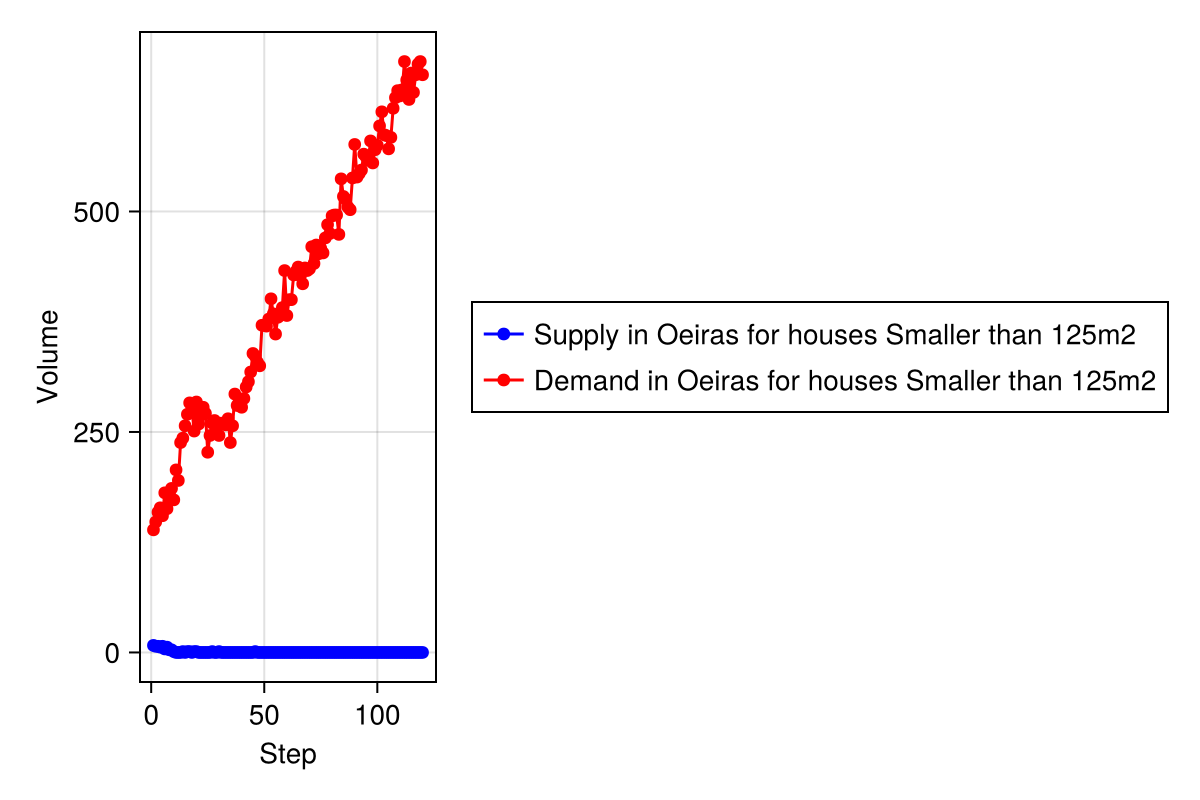 500
250
0
Volume
0 50 100
Step
Supply in Oeiras for houses Smaller than 125m2
Demand in Oeiras for houses Smaller than 125m2